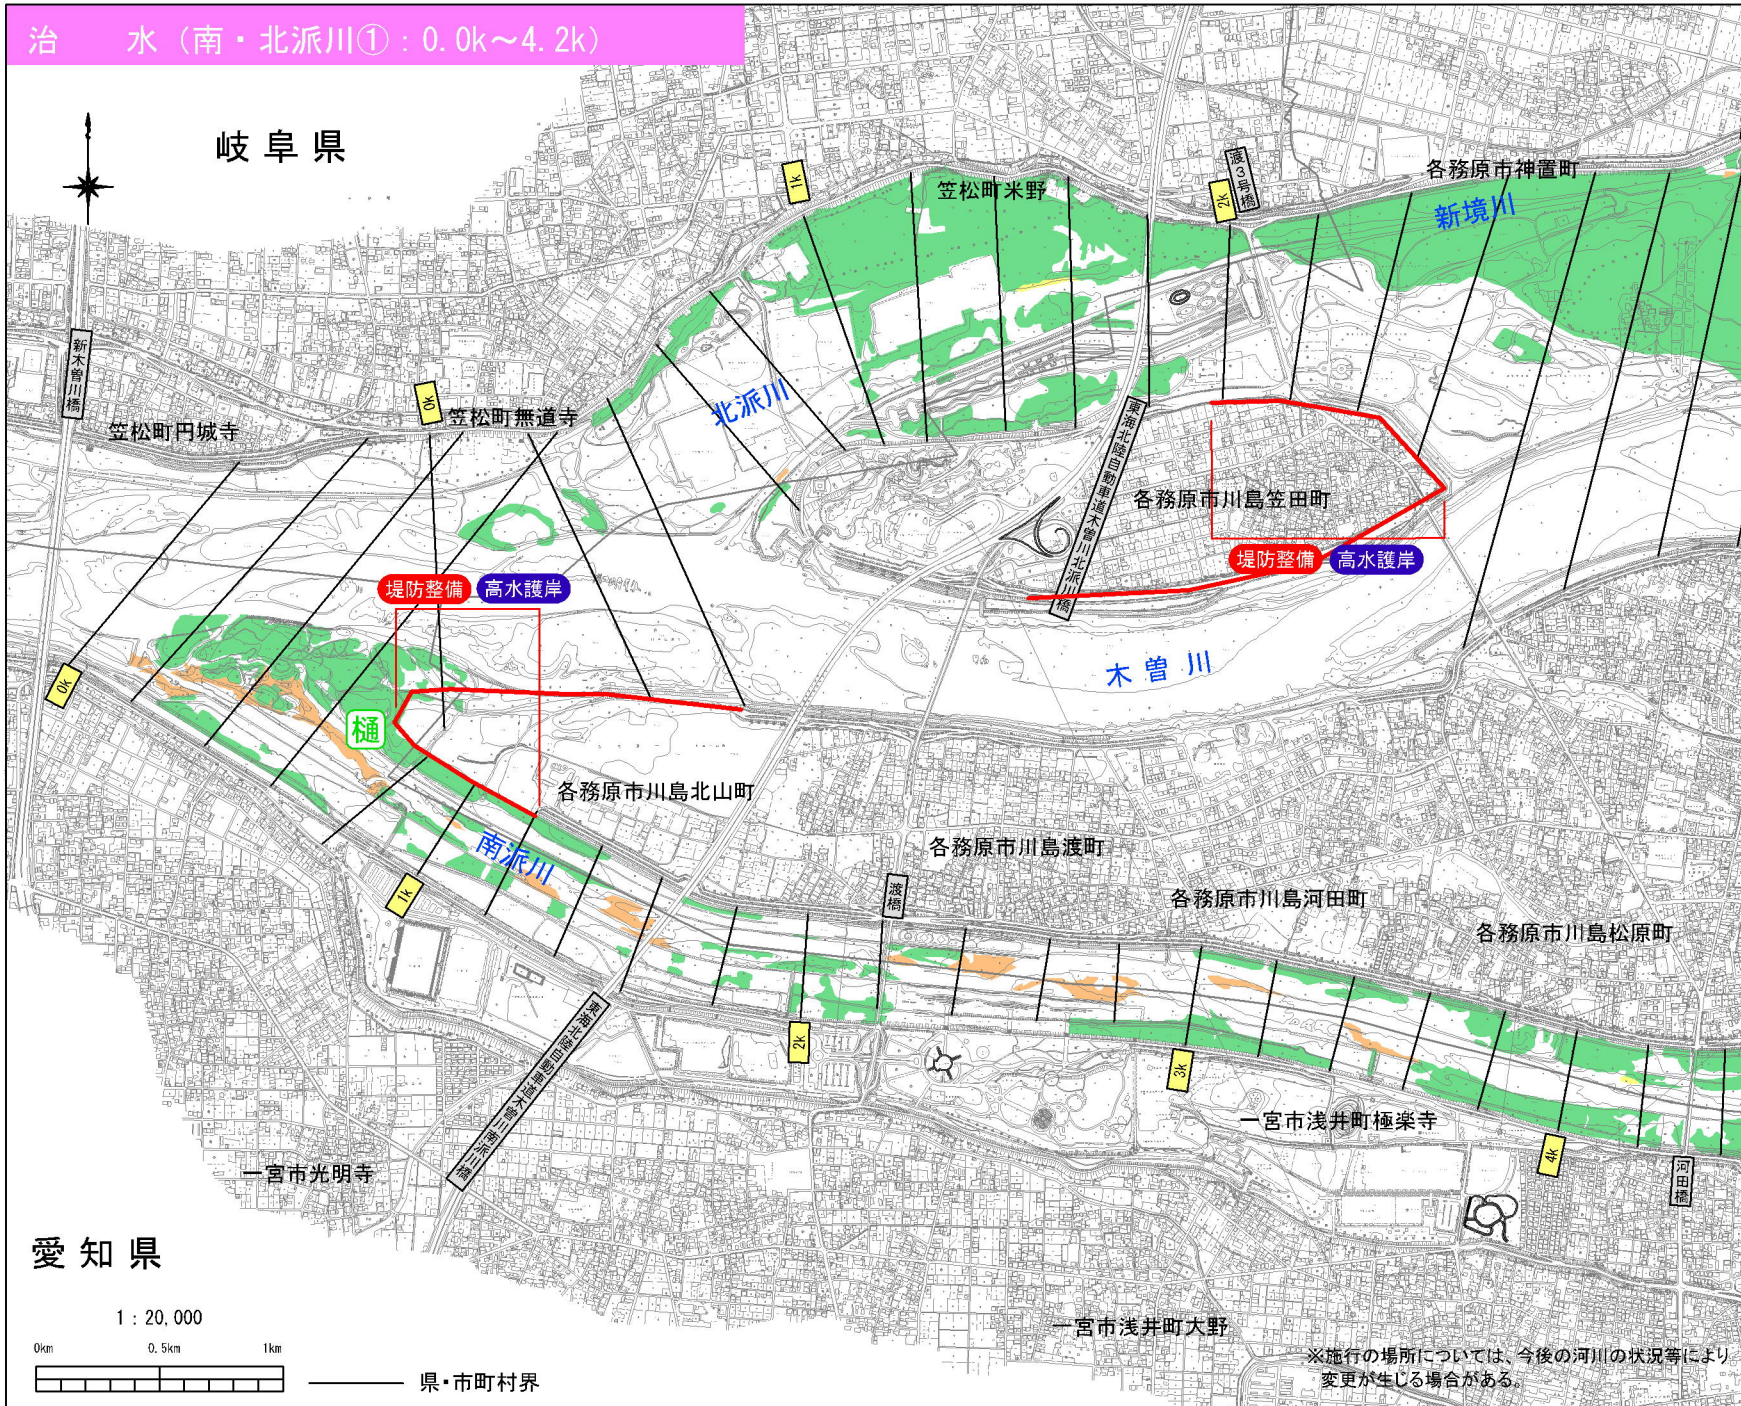 治　水（南・北派川①：0.0k～4.2k）
岐阜県
1k
笠松町米野
2k
渡3号橋
各務原市神置町
新境川
新木曽川橋
0k
笠松町円城寺
笠松町無道寺
北派川
東海北陸自動車道木曽川北派川橋
各務原市川島笠田町
堤防整備 高水護岸
堤防整備 高水護岸
木曽川
0k
樋
各務原市川島北山町
南派川
1k
各務原市川島渡町
渡橋
各務原市川島河田町
各務原市川島松原町
東海北陸自動車道木曽川南派川橋
2k
3k
一宮市浅井町極楽寺
4k
河田橋
一宮市光明寺
愛知県
1：20,000
0km 0.5km 1km
県・市町村界
一宮市浅井町大野
※施行の場所については、今後の河川の状況等により
変更が生じる場合がある。